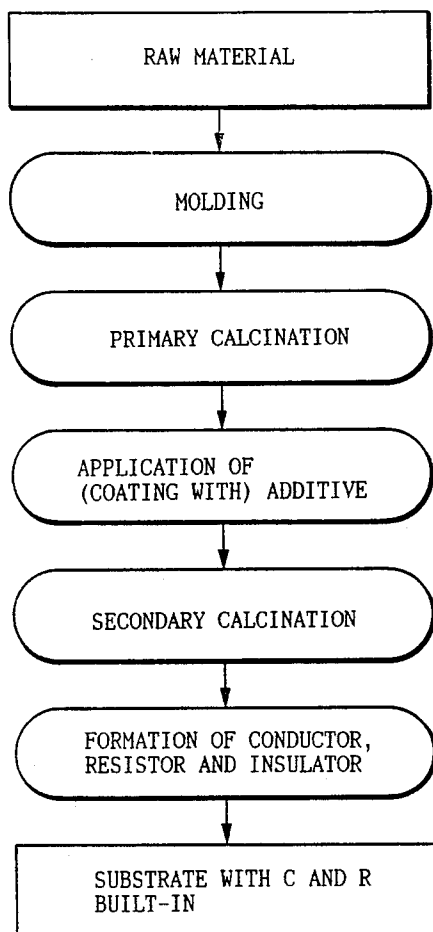 RAW MATERIAL
MOLDING
PRIMARY CALCINATION
APPLICATION OF
(COATING WITH) ADDITIVE
SECONDARY CALCINATION
FORMATION OF CONDUCTOR,
RESISTOR AND INSULATOR
SUBSTRATE WITH C AND R
BUILT-IN